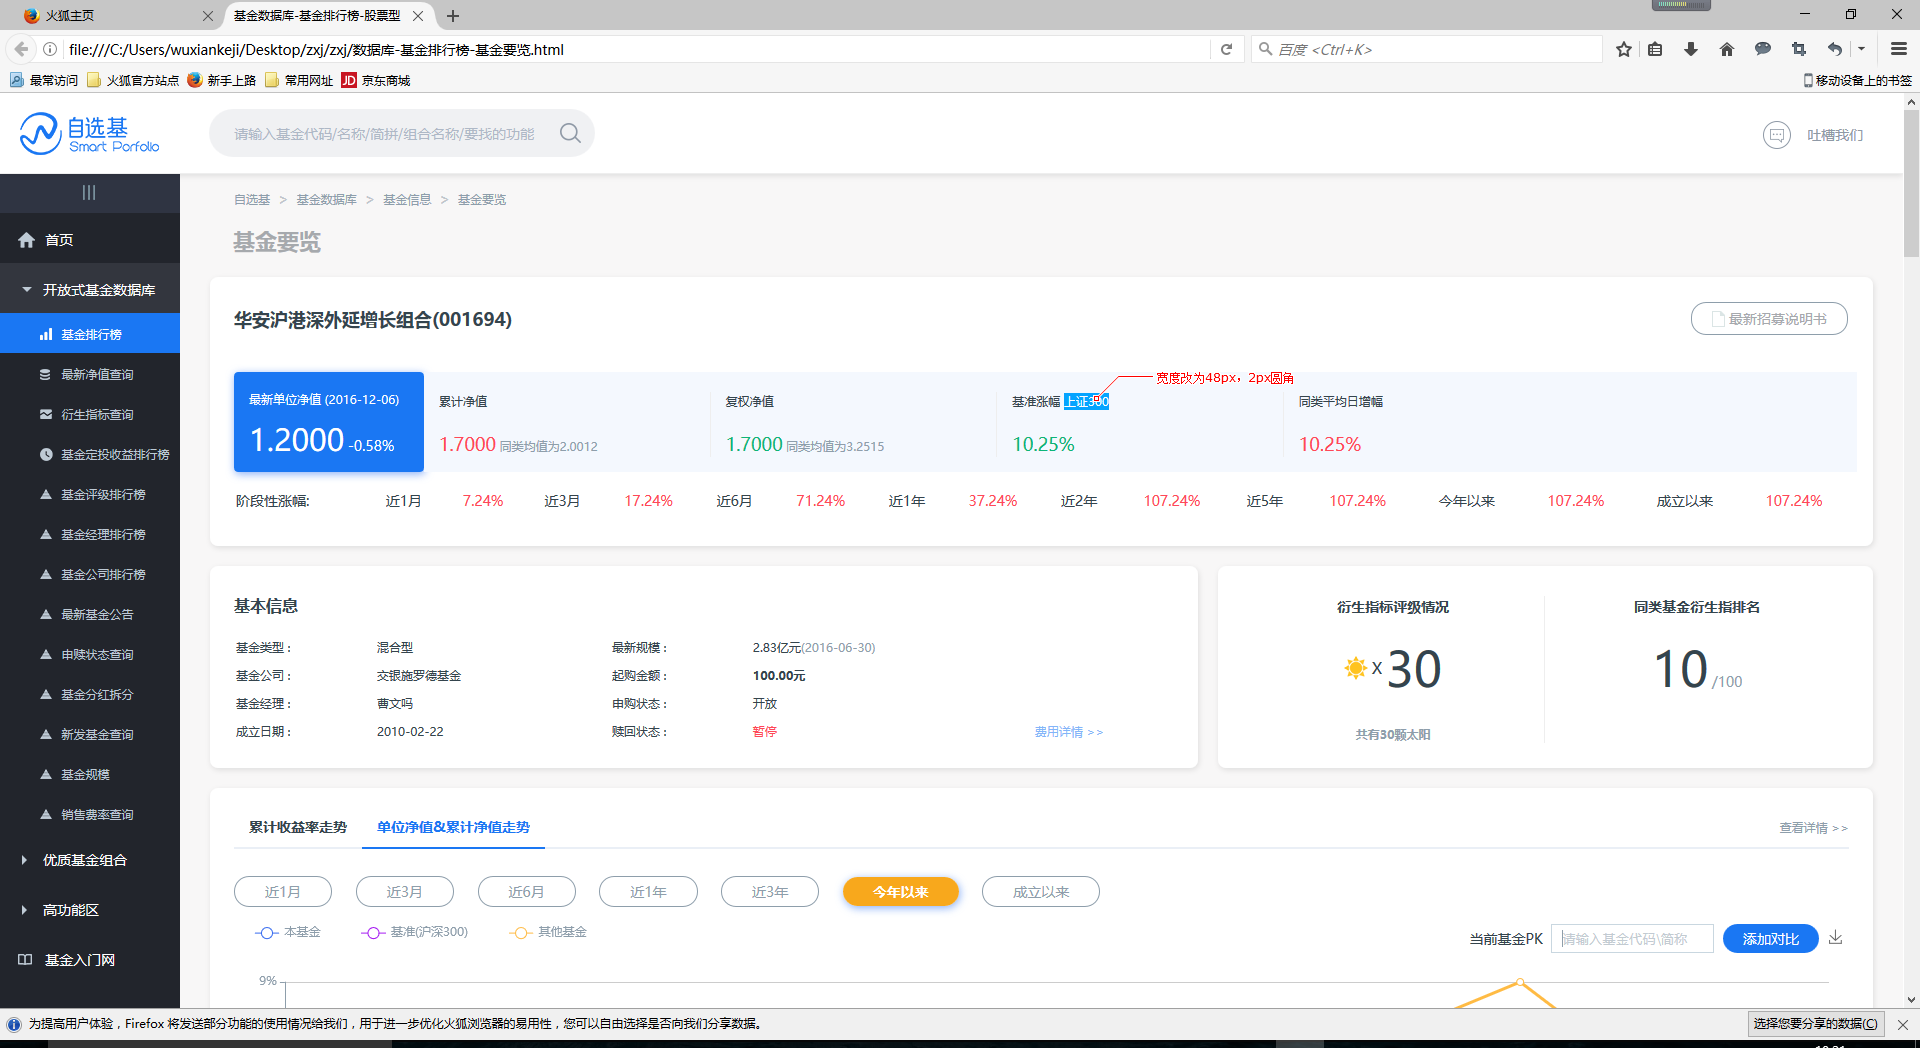 火狐主页
基金数据库-基金排行榜-股票型
file:///C:/Users/wuxiankeji/Desktop/zxj/zxj/数据库-基金排行榜-基金要览.html
百度 <Ctrl+K>
最常访问 火狐官方站点 新手上路 常用网址 JD 京东商城
移动设备上的书签
自选基
Smart Porfolio
请输入基金代码/名称/简拼/组合名称/要找的功能
吐槽我们
首页
开放式基金数据库
基金排行榜
最新净值查询
衍生指标查询
基金定投收益排行榜
基金评级排行榜
基金经理排行榜
基金公司排行榜
最新基金公告
申赎状态查询
基金分红拆分
新发基金查询
基金规模
销售费率查询
优质基金组合
高功能区
基金入门网
自选基 > 基金数据库 > 基金信息 > 基金要览
基金要览
华安沪港深外延增长组合(001694)
最新招募说明书
宽度改为48px，2px圆角
最新单位净值 (2016-12-06)
1.2000 -0.58%
累计净值
1.7000 同类均值为2.0012
复权净值
1.7000 同类均值为3.2515
基准涨幅 上证300
10.25%
同类平均日增幅
10.25%
阶段性涨幅: 近1月 7.24% 近3月 17.24% 近6月 71.24% 近1年 37.24% 近2年 107.24% 近5年 107.24% 今年以来 107.24% 成立以来 107.24%
基本信息
基金类型： 混合型 最新规模： 2.83亿元(2016-06-30)
基金公司： 交银施罗德基金 起购金额： 100.00元
基金经理： 曹文吗 申购状态： 开放
成立日期： 2010-02-22 赎回状态： 暂停 费用详情 >>
衍生指标评级情况
X 30
共有30颗太阳
同类基金衍生指排名
10 /100
累计收益率走势 单位净值&累计净值走势
查看详情 >>
近1月 近3月 近6月 近1年 近3年 今年以来 成立以来
本基金 基准(沪深300) 其他基金
当前基金PK 请输入基金代码\简称 添加对比
9%
为提高用户体验，Firefox 将发送部分功能的使用情况给我们，用于进一步优化火狐浏览器的易用性，您可以自由选择是否向我们分享数据。
选择您要分享的数据(C)